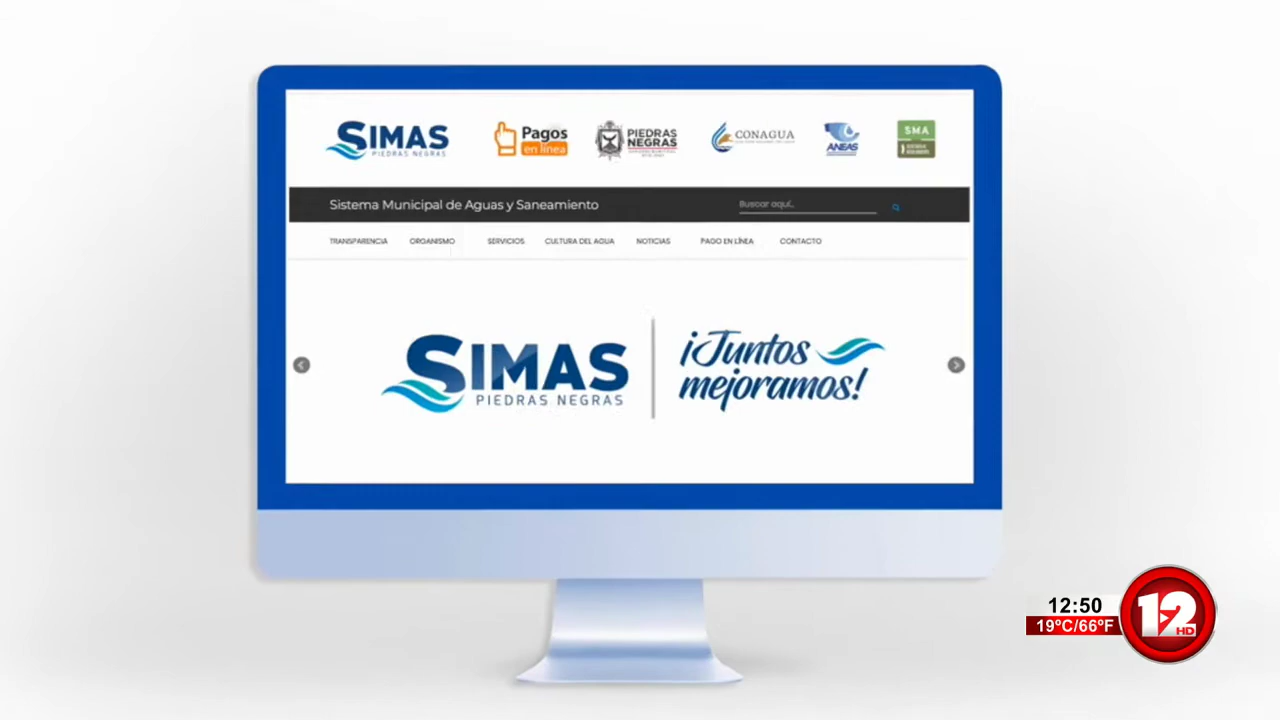 SIMAS
PIEDRAS NEGRAS
Pagos
en línea
PIEDRAS
NEGRAS
CONAGUA
ANEAS
SMA
Sistema Municipal de Aguas y Saneamiento
Buscar aquí..
TRANSPARENCIA ORGANISMO SERVICIOS CULTURA DEL AGUA NOTICIAS PAGO EN LÍNEA CONTACTO
SIMAS
PIEDRAS NEGRAS
¡Juntos
mejoramos!
12:50
19ºC/66ºF
12
HD